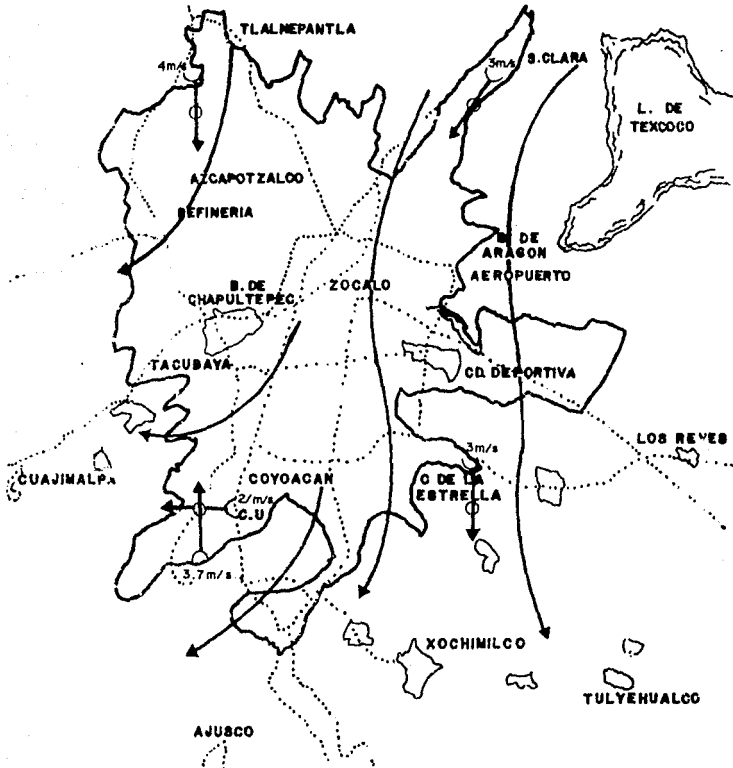 TLALNEPANTLA
4m/s
3m/s
S.CLARA
L. DE
TEXCOCO
AZCAPOTZALCO
REFINERIA
B. DE
ARAGON
AEROPUERTO
B. DE
CHAPULTEPEC
ZOCALO
TACUBAYA
CD. DEPORTIVA
LOS REYES
3m/s
CUAJIMALPA
COYOACAN
C DE LA
ESTRELLA
2/m/s
C.U
3.7m/s
XOCHIMILCO
TULYEHUALCO
AJUSCO